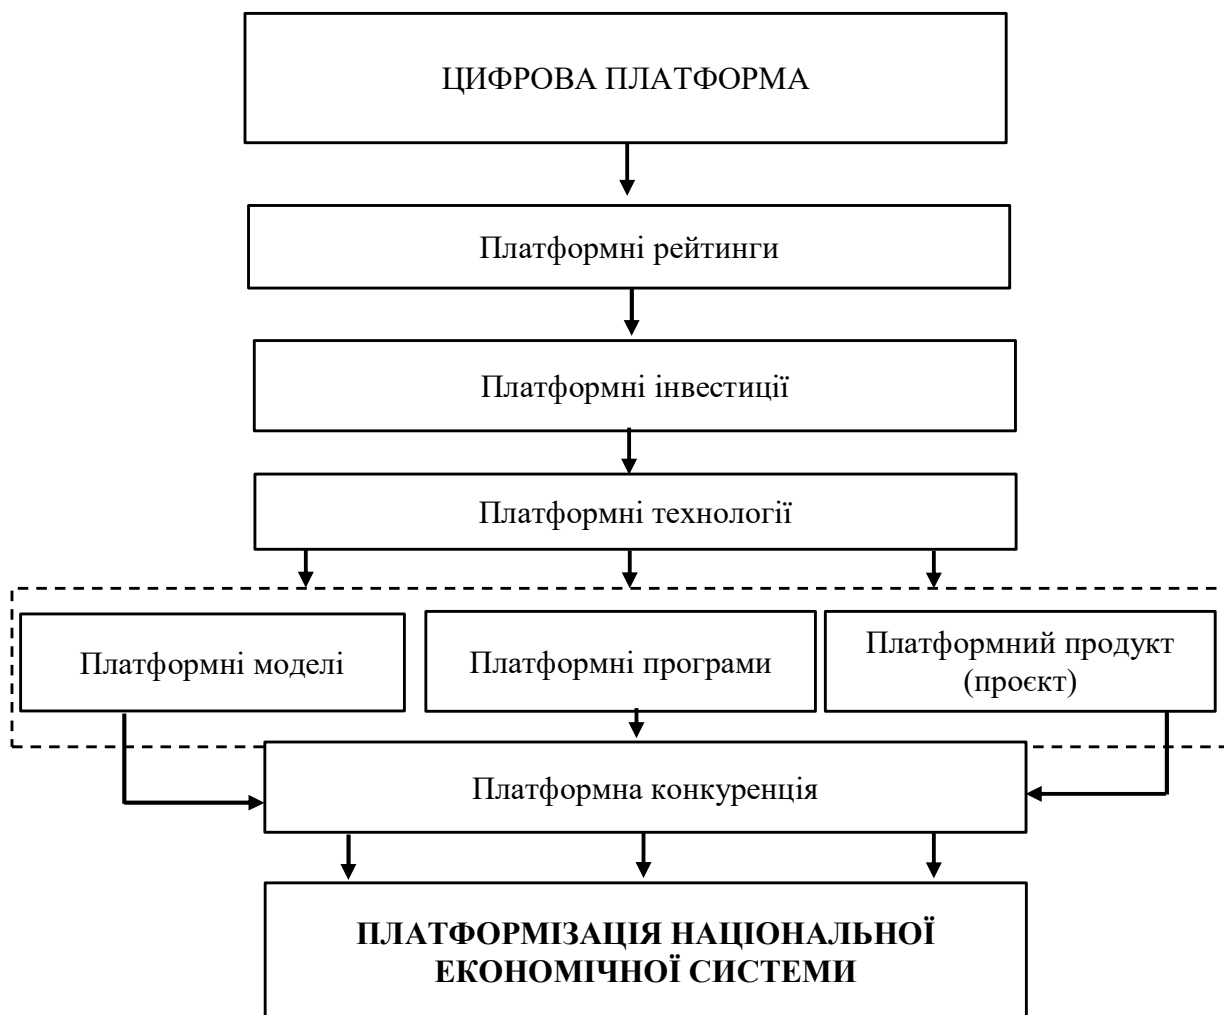 ЦИФРОВА ПЛАТФОРМА
Платформні рейтинги
Платформні інвестиції
Платформні технології
Платформні моделі
Платформні програми
Платформний продукт
(проєкт)
Платформна конкуренція
ПЛАТФОРМІЗАЦІЯ НАЦІОНАЛЬНОЇ
ЕКОНОМІЧНОЇ СИСТЕМИ